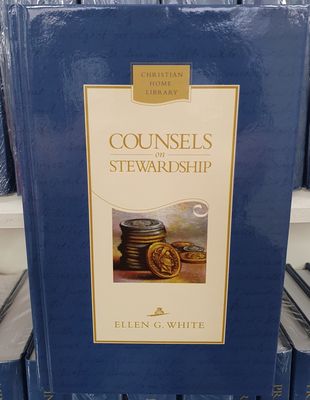 CHRISTIAN
HOME
LIBRARY
COUNSELS
on
STEWARDSHIP
ELLEN G. WHITE